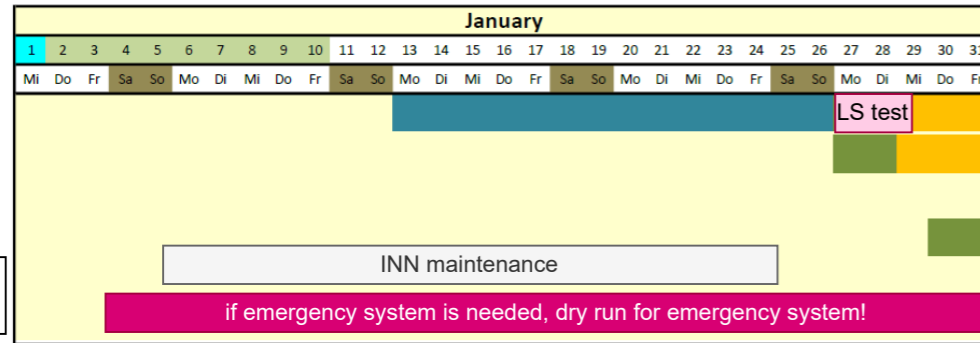 January
1 2 3 4 5 6 7 8 9 10 11 12 13 14 15 16 17 18 19 20 21 22 23 24 25 26 27 28 29 30 31
Mi Do Fr Sa So Mo Di Mi Do Fr Sa So Mo Di Mi Do Fr Sa So Mo Di Mi Do Fr Sa So Mo Di Mi Do Fr
LS test
INN maintenance
if emergency system is needed, dry run for emergency system!